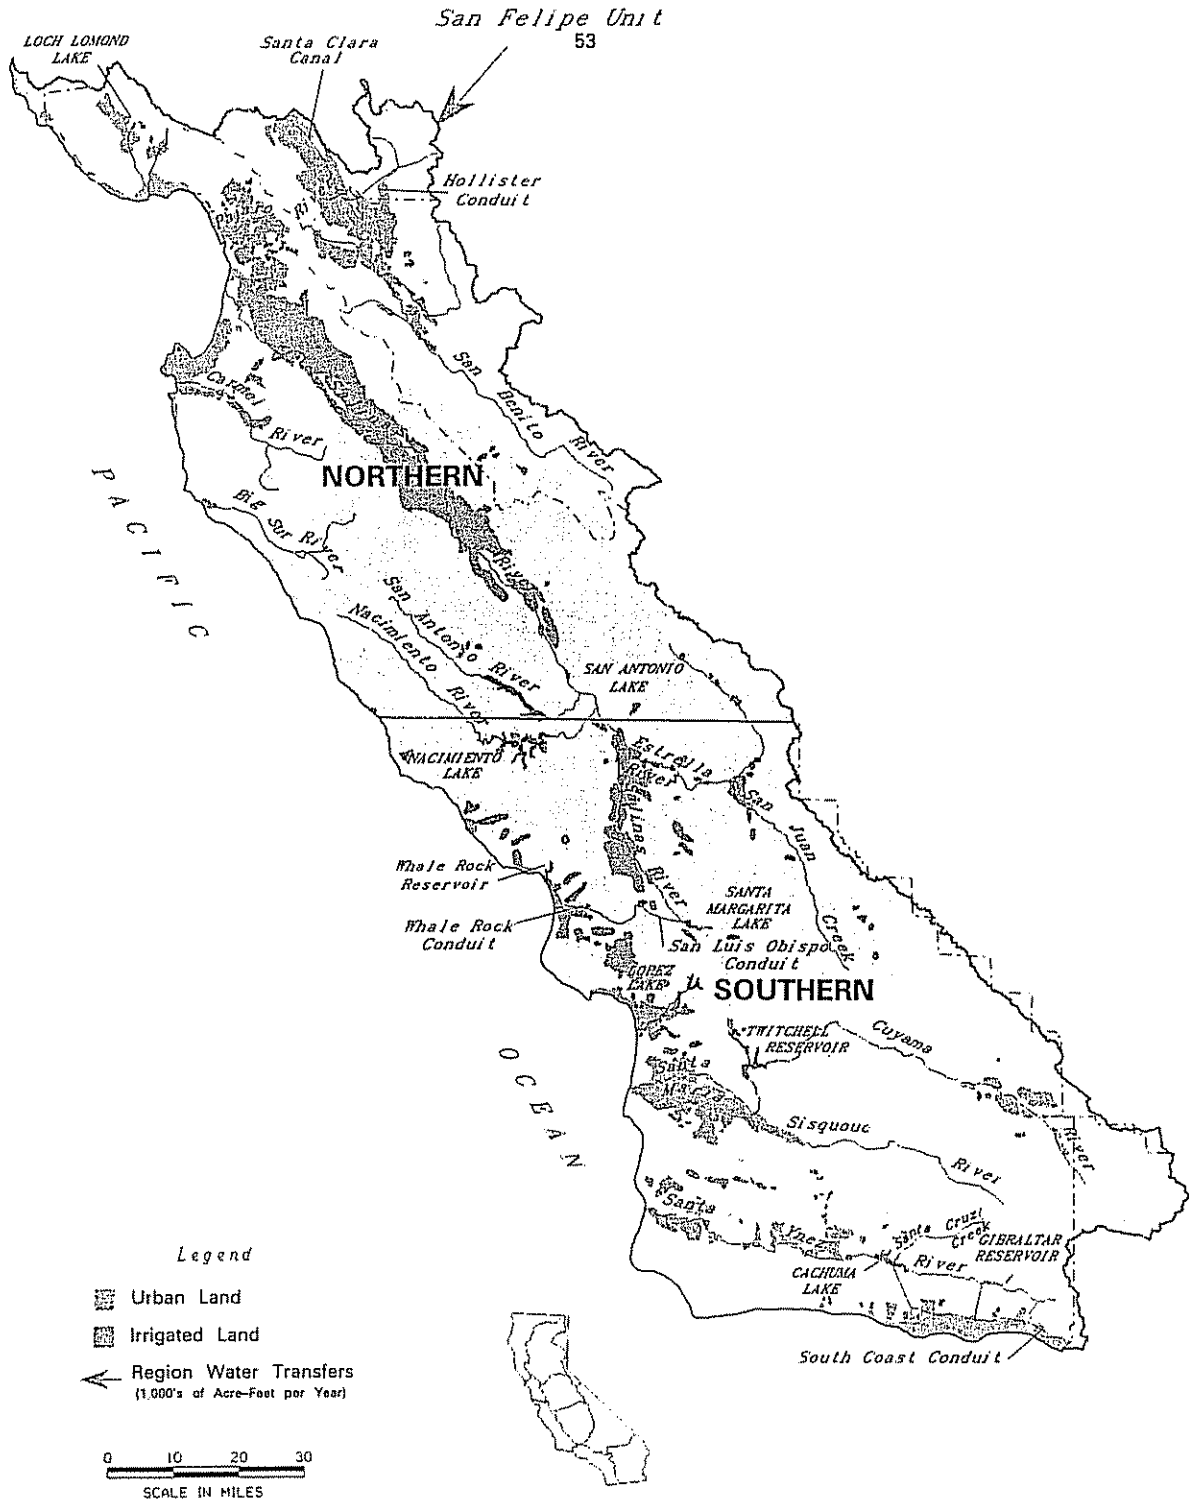 San Felipe Unit
53
LOCH LOMOND
LAKE
Santa Clara
Canal
Hollister
Conduit
San Benito River
Carmel River
Salinas River
NORTHERN
Big Sur River
PACIFIC
San Antonio River
Nacimiento River
SAN ANTONIO
LAKE
NACIMIENTO
LAKE
Estrella River
San Juan Creek
Salinas River
Whale Rock
Reservoir
SANTA
MARGARITA
LAKE
Whale Rock
Conduit
San Luis Obispo
Conduit
LOPEZ
LAKE
SOUTHERN
TWITCHELL
RESERVOIR
Cuyama River
OCEAN
Santa
Maria
Sisquouc River
Santa Ynez River
Santa Cruz
Creek
GIBRALTAR
RESERVOIR
CACHUMA
LAKE
South Coast Conduit
Legend
Urban Land
Irrigated Land
Region Water Transfers
(1,000's of Acre-Feet per Year)
0 10 20 30
SCALE IN MILES